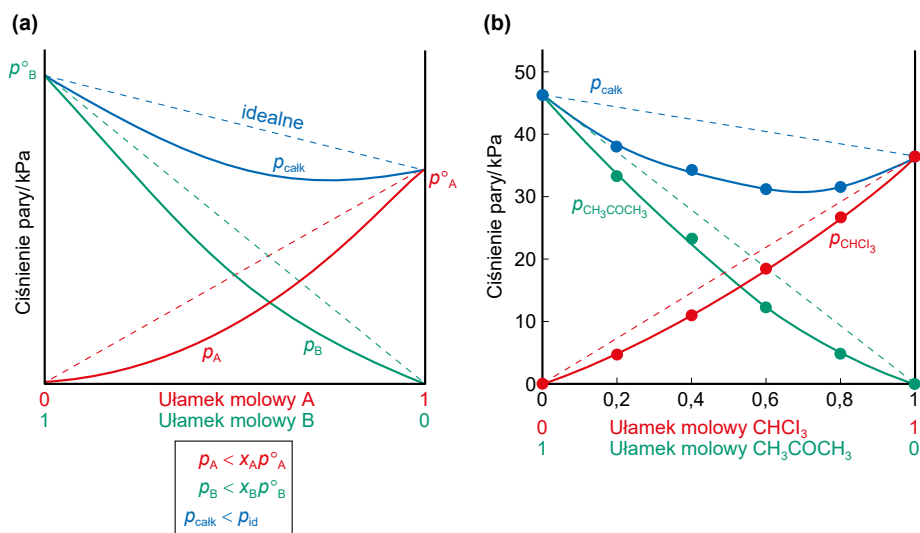 (a)
p°B
idealne
pcałk
p°A
Ciśnienie pary/kPa
pA
pB
0 Ułamek molowy A 1
1 Ułamek molowy B 0
pA < xAp°A
pB < xBp°B
pcałk < pid
(b)
50
40
30
20
10
0
Ciśnienie pary/kPa
pcałk
pCH₃COCH₃
pCHCl₃
0 0,2 0,4 0,6 0,8 1
0 Ułamek molowy CHCl₃ 1
1 Ułamek molowy CH₃COCH₃ 0